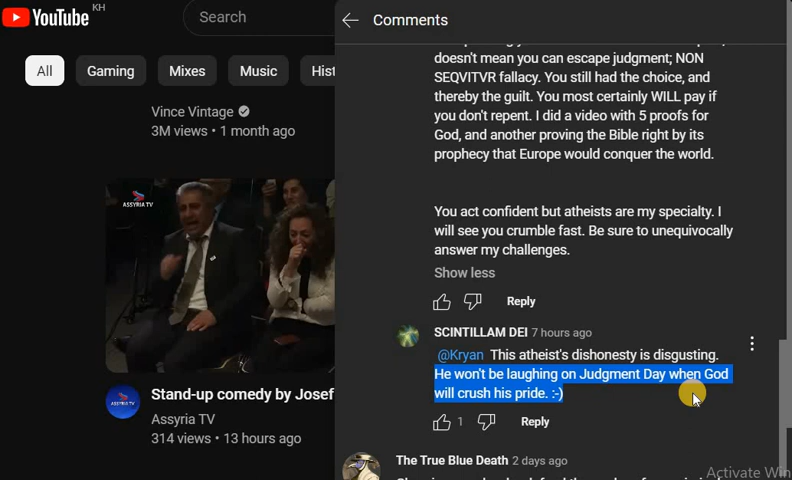 YouTube KH
Search
Comments
All
Gaming
Mixes
Music
Hist
Vince Vintage
3M views • 1 month ago
ASSYRIA TV
ASSYRIA TV
Stand-up comedy by Josef
Assyria TV
314 views • 13 hours ago
doesn't mean you can escape judgment; NON
SEQVITVR fallacy. You still had the choice, and
thereby the guilt. You most certainly WILL pay if
you don't repent. I did a video with 5 proofs for
God, and another proving the Bible right by its
prophecy that Europe would conquer the world.
You act confident but atheists are my specialty. I
will see you crumble fast. Be sure to unequivocally
answer my challenges.
Show less
Reply
SCINTILLAM DEI 7 hours ago
@Kryan This atheist's dishonesty is disgusting.
He won't be laughing on Judgment Day when God
will crush his pride. :-)
1
Reply
The True Blue Death 2 days ago
Activate Win